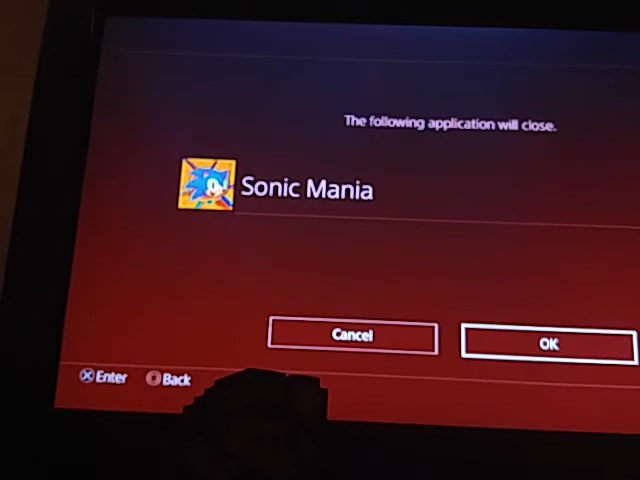 The following application will close.
Sonic Mania
Cancel
OK
Enter
Back